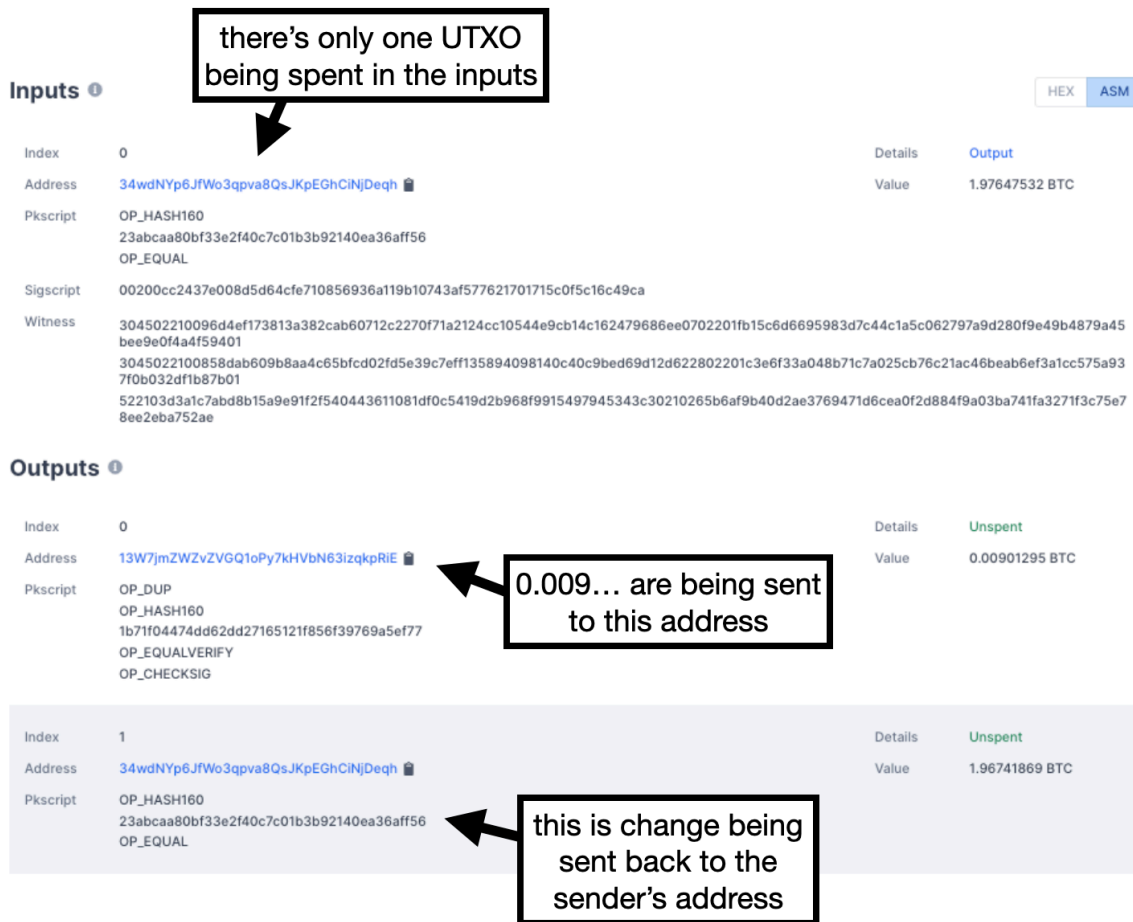 there's only one UTXO
being spent in the inputs
Inputs
HEX ASM
Index 0 Details Output
Address 34wdNYp6JfWo3qpva8QsJKpEGhCiNjDeqh Value 1.97647532 BTC
Pkscript OP_HASH160
23abcaa80bf33e2f40c7c01b3b92140ea36aff56
OP_EQUAL
Sigscript 00200cc2437e008d5d64cfe710856936a119b10743af577621701715c0f5c16c49ca
Witness 304502210096d4ef173813a382cab60712c2270f71a2124cc10544e9cb14c162479686ee0702201fb15c6d6695983d7c44c1a5c062797a9d280f9e49b4879a45
bee9e0f4a4f59401
3045022100858dab609b8aa4c65bfcd02fd5e39c7eff135894098140c40c9bed69d12d622802201c3e6f33a048b71c7a025cb76c21ac46beab6ef3a1cc575a93
7f0b032df1b87b01
522103d3a1c7abd8b15a9e91f2f540443611081df0c5419d2b968f9915497945343c30210265b6af9b40d2ae3769471d6cea0f2d884f9a03ba741fa3271f3c75e7
8ee2eba752ae
Outputs
Index 0 Details Unspent
Address 13W7jmZWZvZVGQ1oPy7kHVbN63izqkpRiE Value 0.00901295 BTC
0.009... are being sent
to this address
Pkscript OP_DUP
OP_HASH160
1b71f04474dd62dd27165121f856f39769a5ef77
OP_EQUALVERIFY
OP_CHECKSIG
Index 1 Details Unspent
Address 34wdNYp6JfWo3qpva8QsJKpEGhCiNjDeqh Value 1.96741869 BTC
Pkscript OP_HASH160
23abcaa80bf33e2f40c7c01b3b92140ea36aff56
OP_EQUAL
this is change being
sent back to the
sender's address